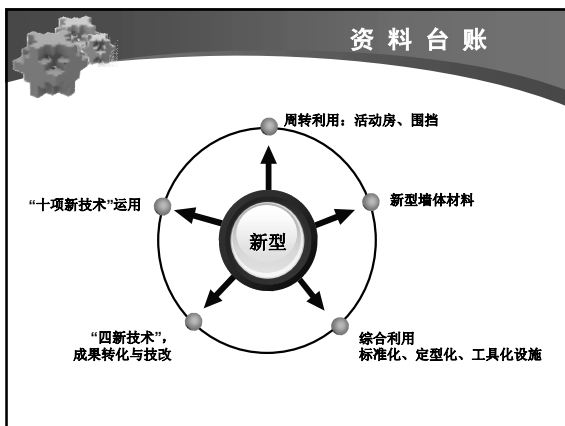 资料台账
周转利用：活动房、围挡
“十项新技术”运用
新型墙体材料
新型
“四新技术”，
成果转化与技改
综合利用
标准化、定型化、工具化设施